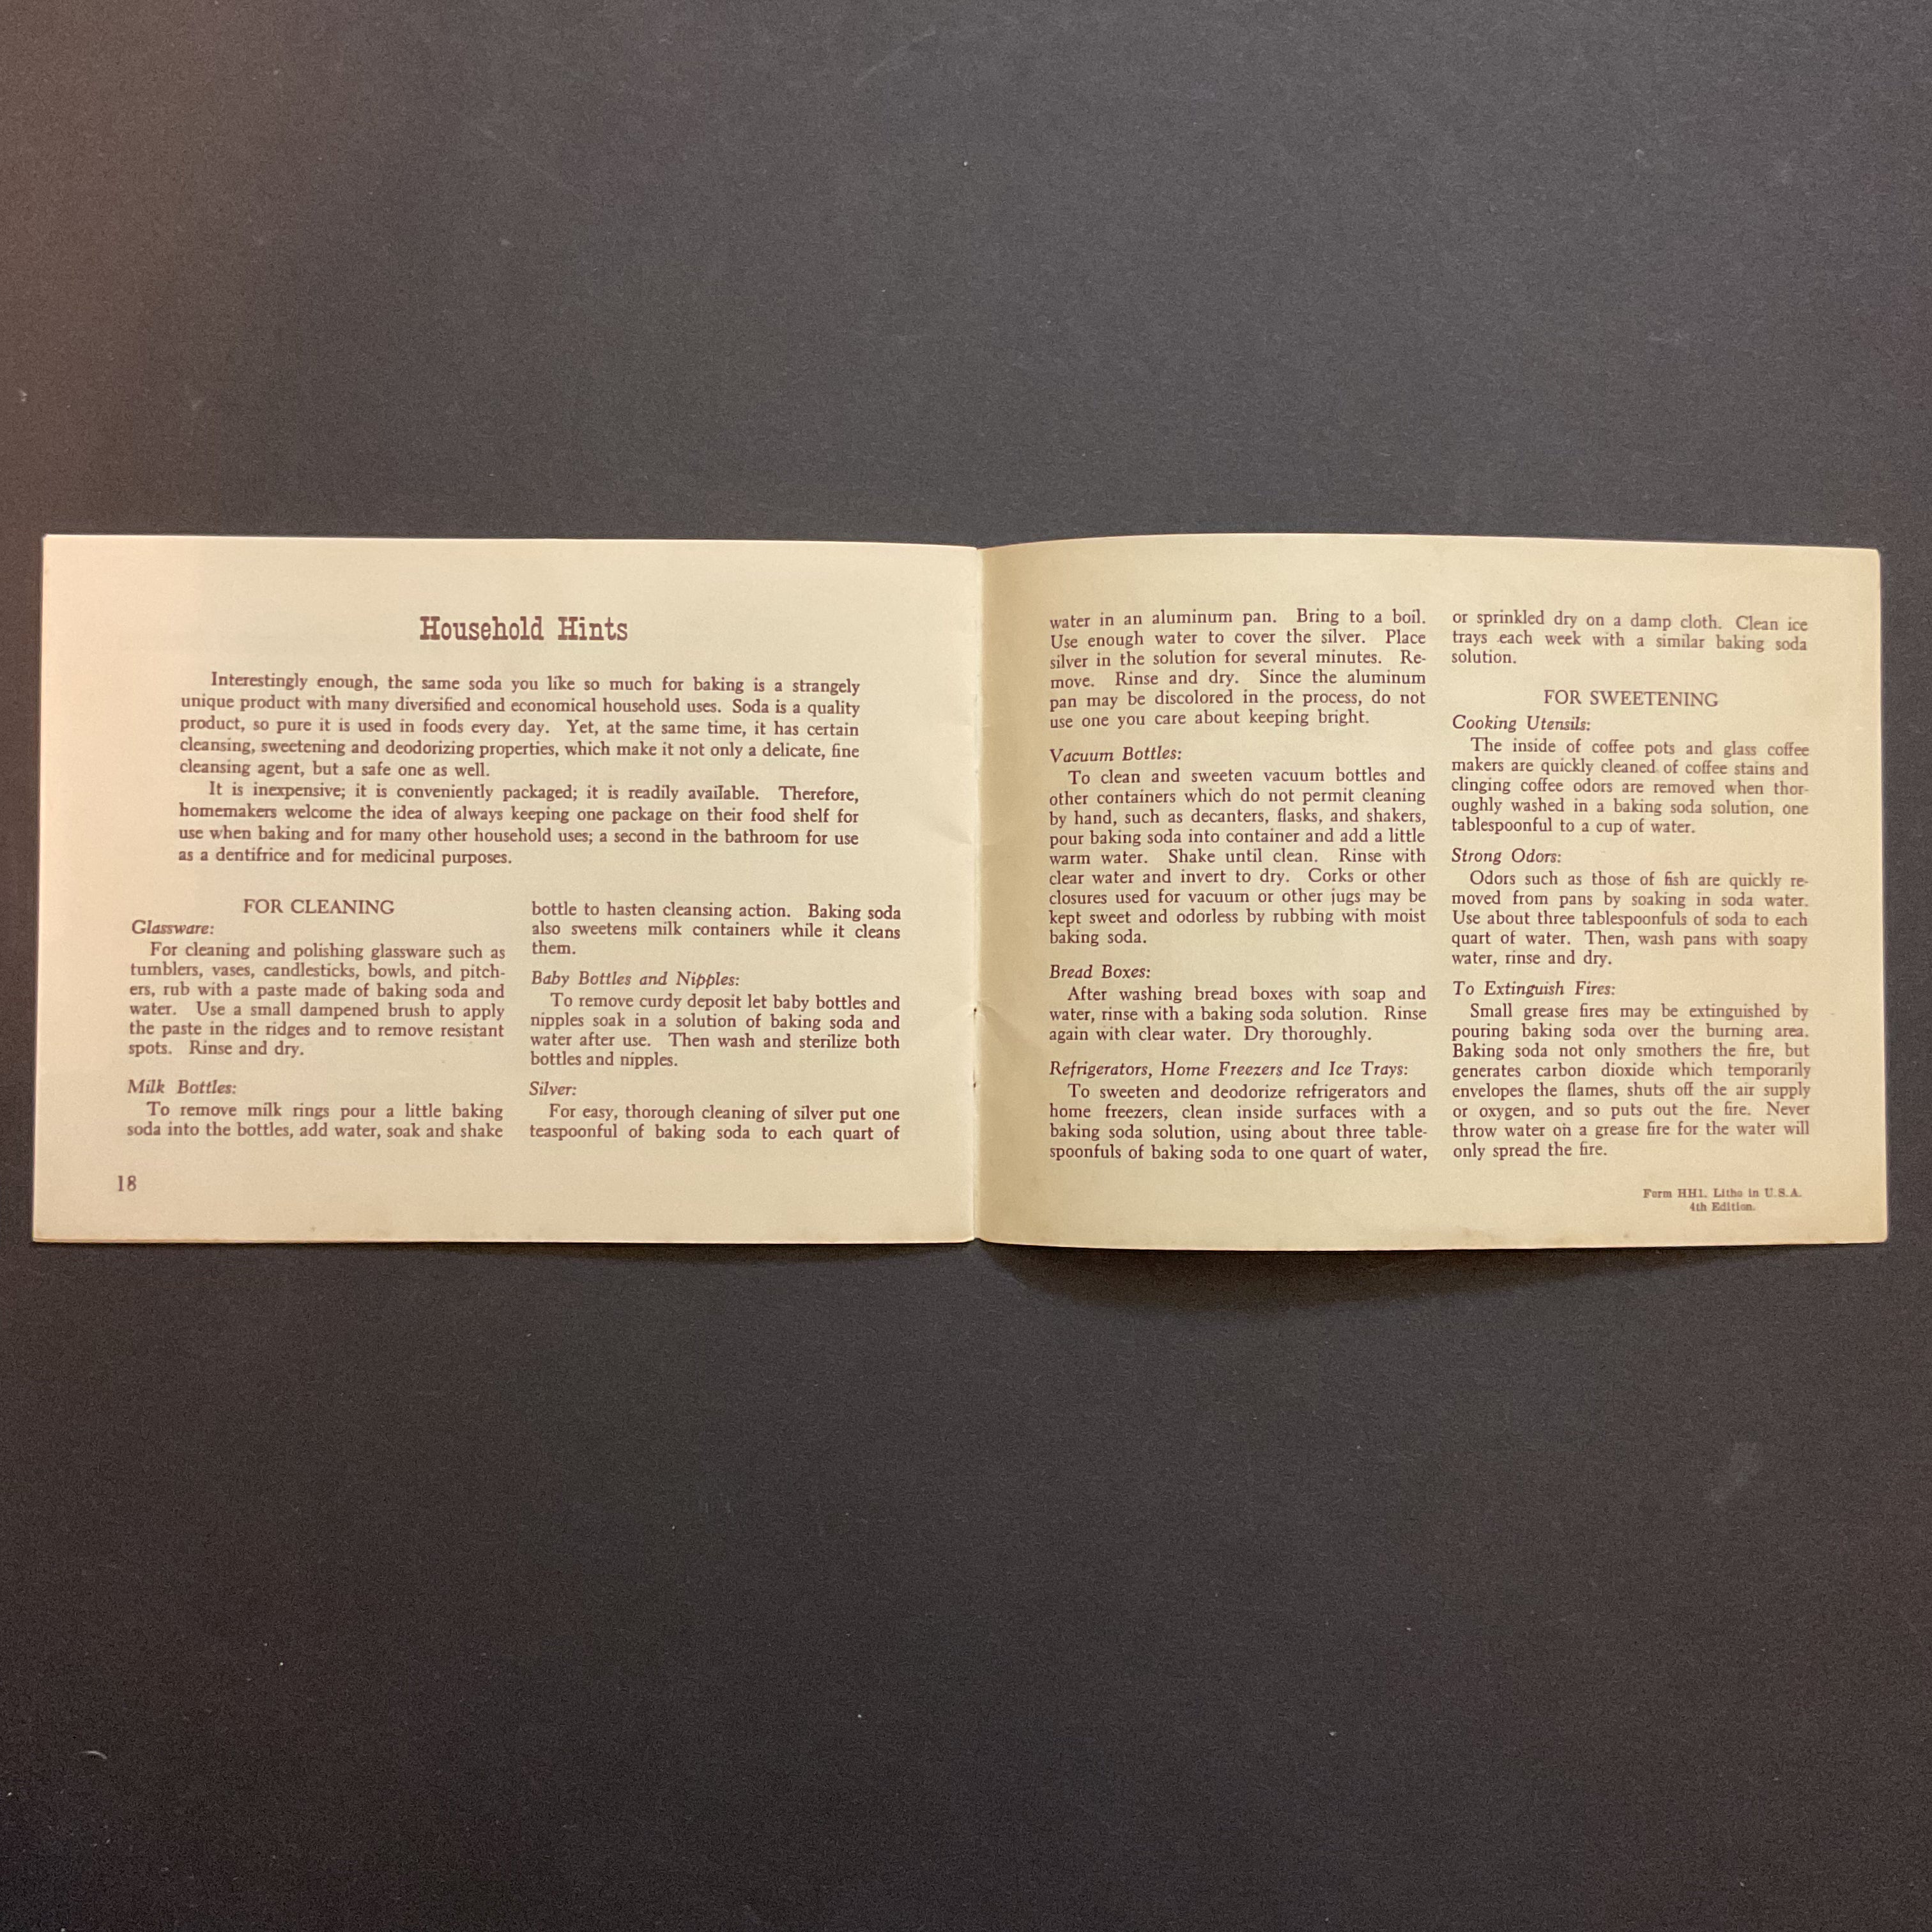 Household Hints
Interestingly enough, the same soda you like so much for baking is a strangely
unique product with many diversified and economical household uses. Soda is a quality
product, so pure it is used in foods every day. Yet, at the same time, it has certain
cleansing, sweetening and deodorizing properties, which make it not only a delicate, fine
cleansing agent, but a safe one as well.
It is inexpensive; it is conveniently packaged; it is readily available. Therefore,
homemakers welcome the idea of always keeping one package on their food shelf for
use when baking and for many other household uses; a second in the bathroom for use
as a dentifrice and for medicinal purposes.
FOR CLEANING
Glassware:
For cleaning and polishing glassware such as
tumblers, vases, candlesticks, bowls, and pitch-
ers, rub with a paste made of baking soda and
water. Use a small dampened brush to apply
the paste in the ridges and to remove resistant
spots. Rinse and dry.
Milk Bottles:
To remove milk rings pour a little baking
soda into the bottles, add water, soak and shake
bottle to hasten cleansing action. Baking soda
also sweetens milk containers while it cleans
them.
Baby Bottles and Nipples:
To remove curdy deposit let baby bottles and
nipples soak in a solution of baking soda and
water after use. Then wash and sterilize both
bottles and nipples.
Silver:
For easy, thorough cleaning of silver put one
teaspoonful of baking soda to each quart of
18
water in an aluminum pan. Bring to a boil.
Use enough water to cover the silver. Place
silver in the solution for several minutes. Re-
move. Rinse and dry. Since the aluminum
pan may be discolored in the process, do not
use one you care about keeping bright.
Vacuum Bottles:
To clean and sweeten vacuum bottles and
other containers which do not permit cleaning
by hand, such as decanters, flasks, and shakers,
pour baking soda into container and add a little
warm water. Shake until clean. Rinse with
clear water and invert to dry. Corks or other
closures used for vacuum or other jugs may be
kept sweet and odorless by rubbing with moist
baking soda.
Bread Boxes:
After washing bread boxes with soap and
water, rinse with a baking soda solution. Rinse
again with clear water. Dry thoroughly.
Refrigerators, Home Freezers and Ice Trays:
To sweeten and deodorize refrigerators and
home freezers, clean inside surfaces with a
baking soda solution, using about three table-
spoonfuls of baking soda to one quart of water,
or sprinkled dry on a damp cloth. Clean ice
trays each week with a similar baking soda
solution.
FOR SWEETENING
Cooking Utensils:
The inside of coffee pots and glass coffee
makers are quickly cleaned of coffee stains and
clinging coffee odors are removed when thor-
oughly washed in a baking soda solution, one
tablespoonful to a cup of water.
Strong Odors:
Odors such as those of fish are quickly re-
moved from pans by soaking in soda water.
Use about three tablespoonfuls of soda to each
quart of water. Then, wash pans with soapy
water, rinse and dry.
To Extinguish Fires:
Small grease fires may be extinguished by
pouring baking soda over the burning area.
Baking soda not only smothers the fire, but
generates carbon dioxide which temporarily
envelopes the flames, shuts off the air supply
or oxygen, and so puts out the fire. Never
throw water on a grease fire for the water will
only spread the fire.
Form HH1. Litho in U.S.A.
4th Edition.